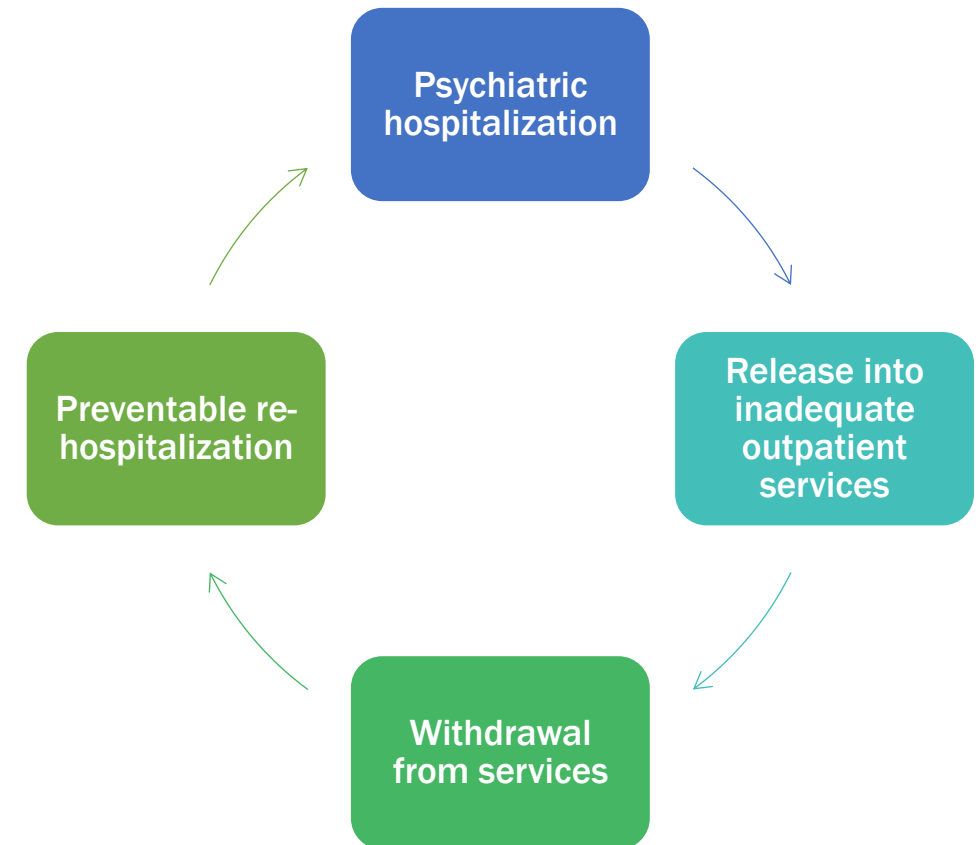 Psychiatric
hospitalization
Release into
inadequate
outpatient
services
Withdrawal
from services
Preventable re-
hospitalization